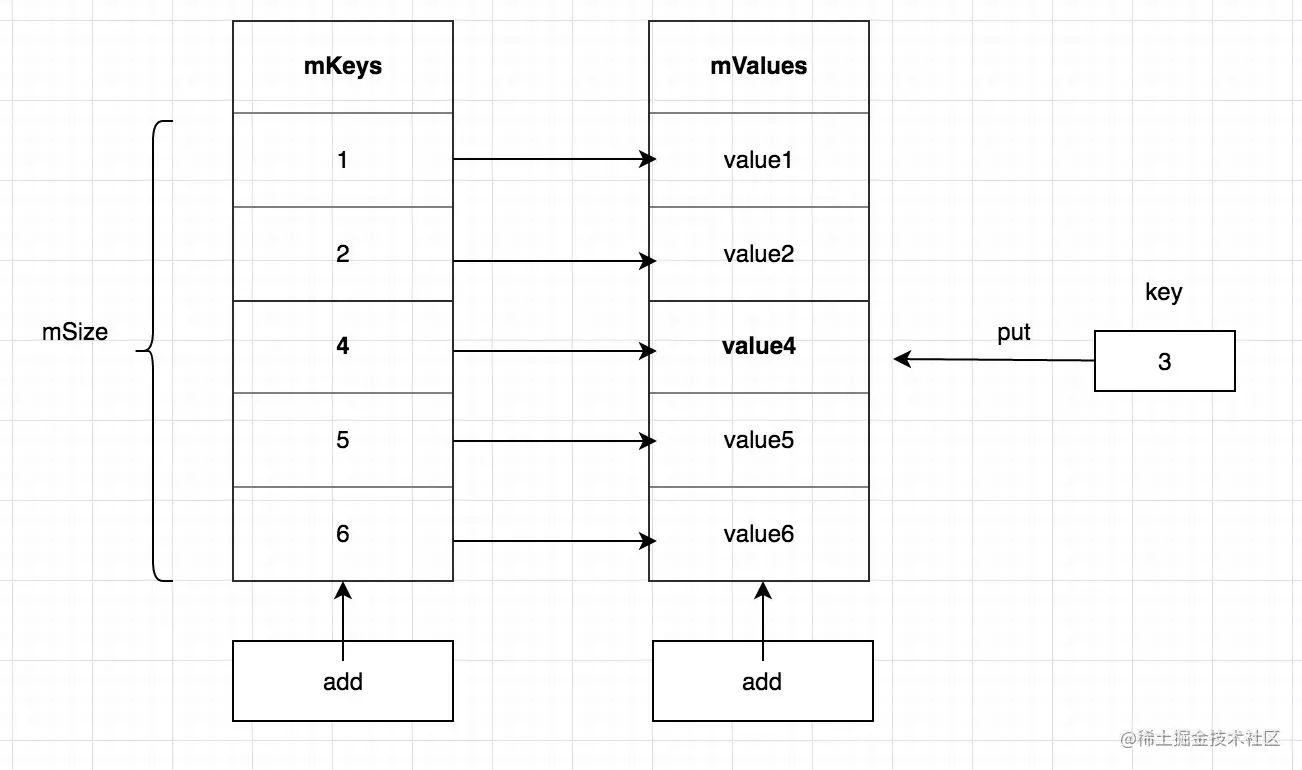 mKeys
mValues
1
value1
2
value2
key
mSize
4
value4
put
3
5
value5
6
value6
add
add
@稀土掘金技术社区